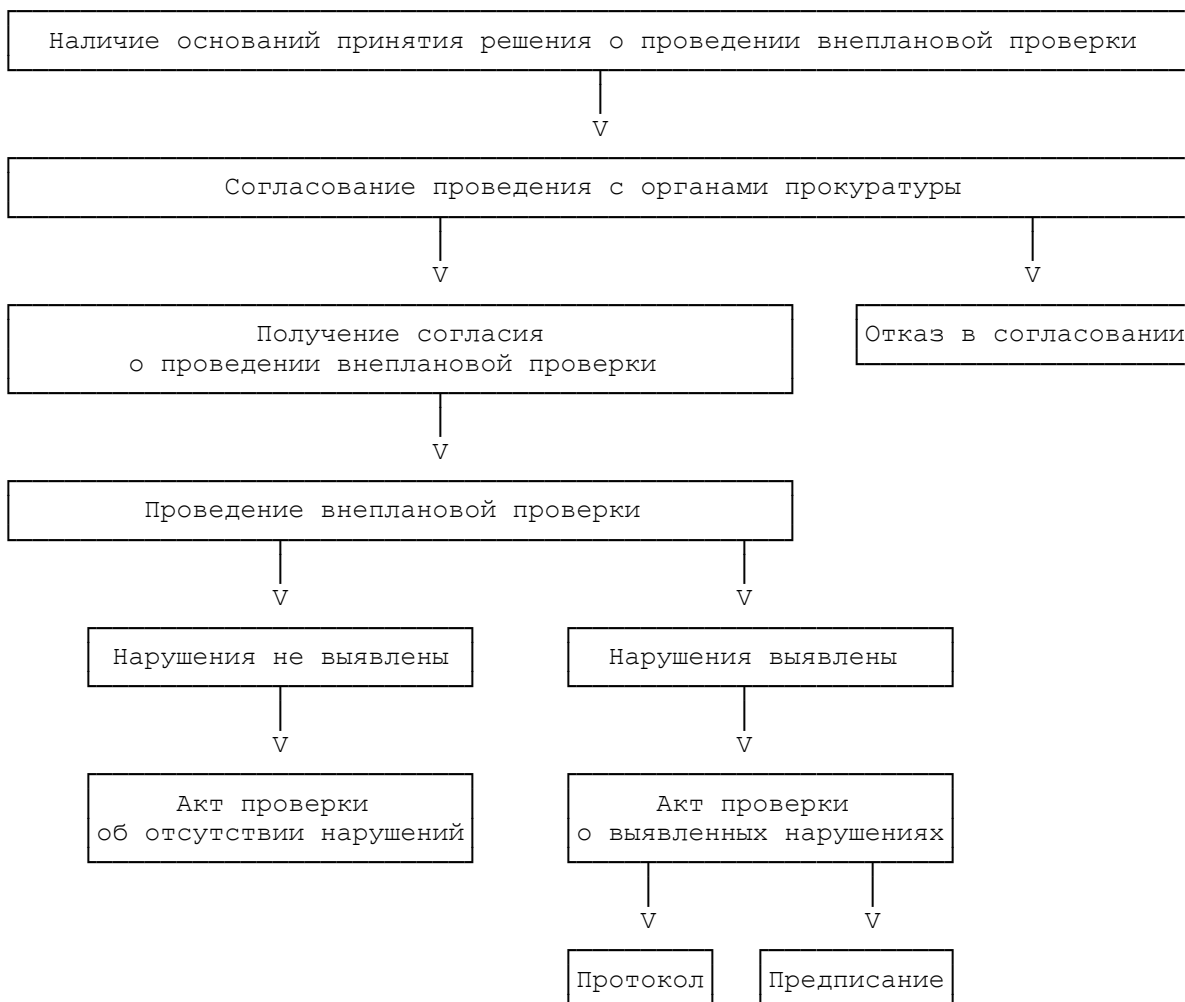 Наличие оснований принятия решения о проведении внеплановой проверки
V
Согласование проведения с органами прокуратуры
V V
Получение согласия
о проведении внеплановой проверки
Отказ в согласовании
V
Проведение внеплановой проверки
V V
Нарушения не выявлены
Нарушения выявлены
V V
Акт проверки
об отсутствии нарушений
Акт проверки
о выявленных нарушениях
V V
Протокол
Предписание